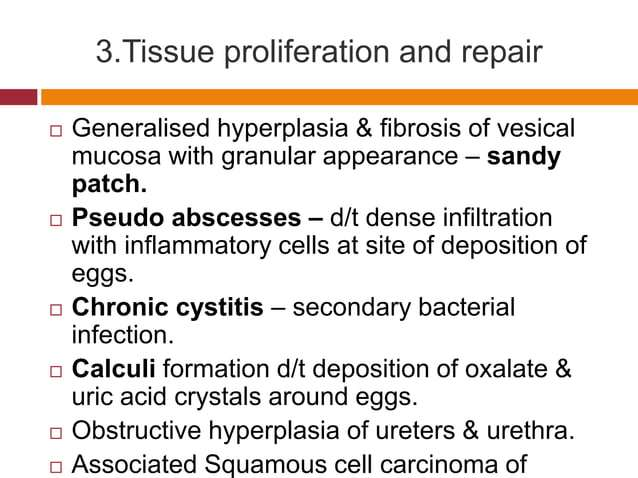 3.Tissue proliferation and repair
Generalised hyperplasia & fibrosis of vesical
mucosa with granular appearance – sandy
patch.
Pseudo abscesses – d/t dense infiltration
with inflammatory cells at site of deposition of
eggs.
Chronic cystitis – secondary bacterial
infection.
Calculi formation d/t deposition of oxalate &
uric acid crystals around eggs.
Obstructive hyperplasia of ureters & urethra.
Associated Squamous cell carcinoma of